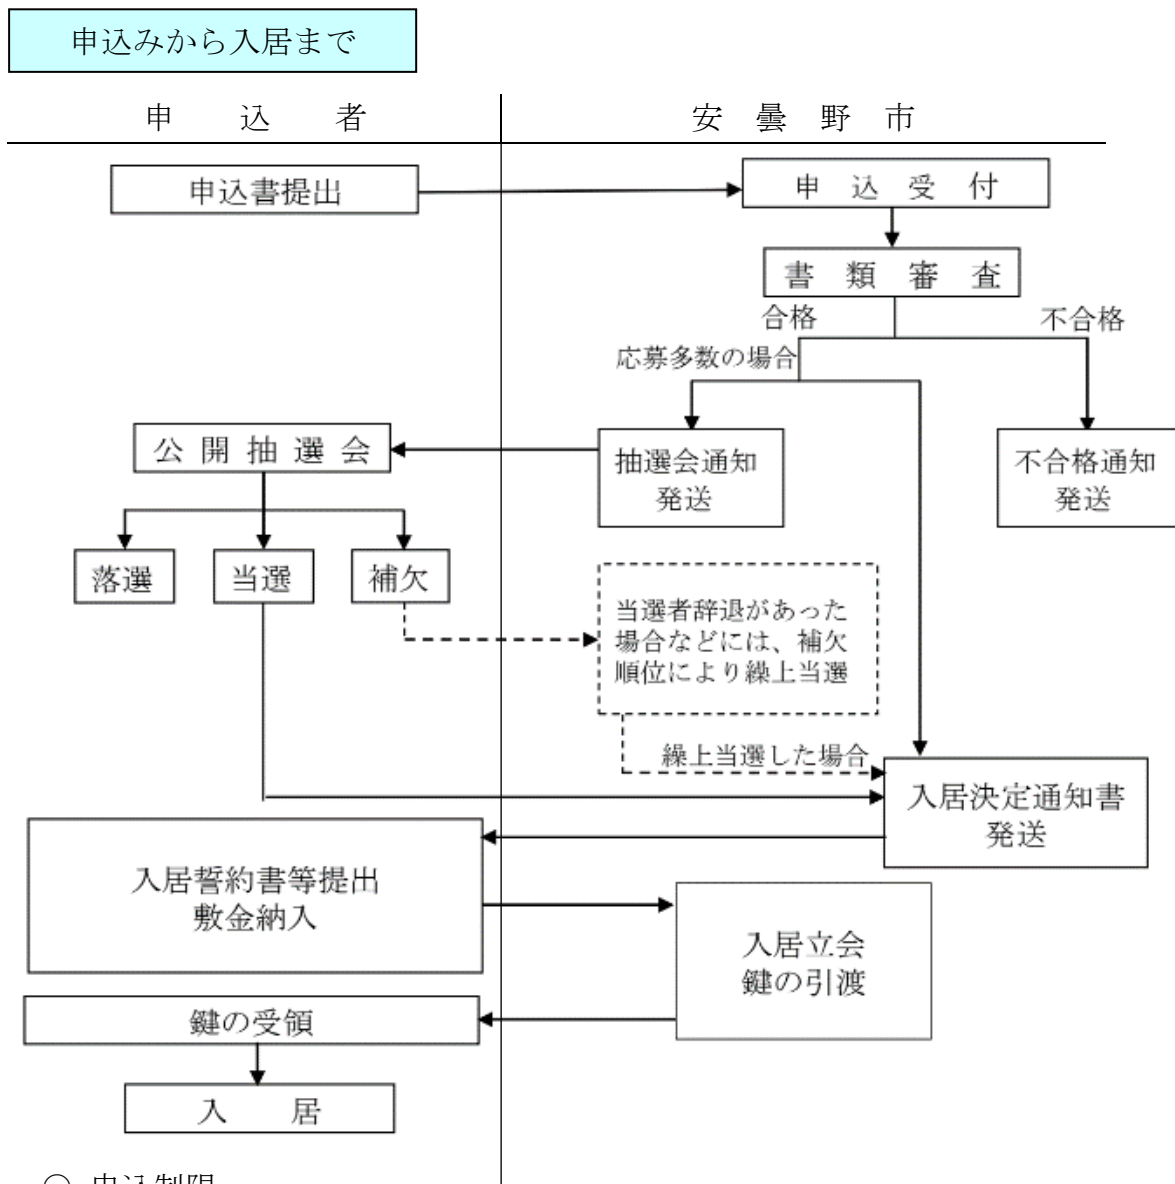 申込みから入居まで
申込者
安曇野市
申込書提出
申込受付
書類審査
合格
不合格
応募多数の場合
公開抽選会
抽選会通知
発送
不合格通知
発送
落選
当選
補欠
当選者辞退があった
場合などには、補欠
順位により繰上当選
繰上当選した場合
入居決定通知書
発送
入居誓約書等提出
敷金納入
入居立会
鍵の引渡
鍵の受領
入居
○ 申込制限